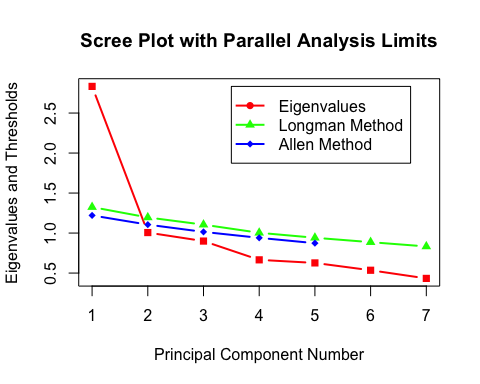 Scree Plot with Parallel Analysis Limits
Eigenvalues and Thresholds
2.5
2.0
1.5
1.0
0.5
Eigenvalues
Longman Method
Allen Method
1 2 3 4 5 6 7
Principal Component Number